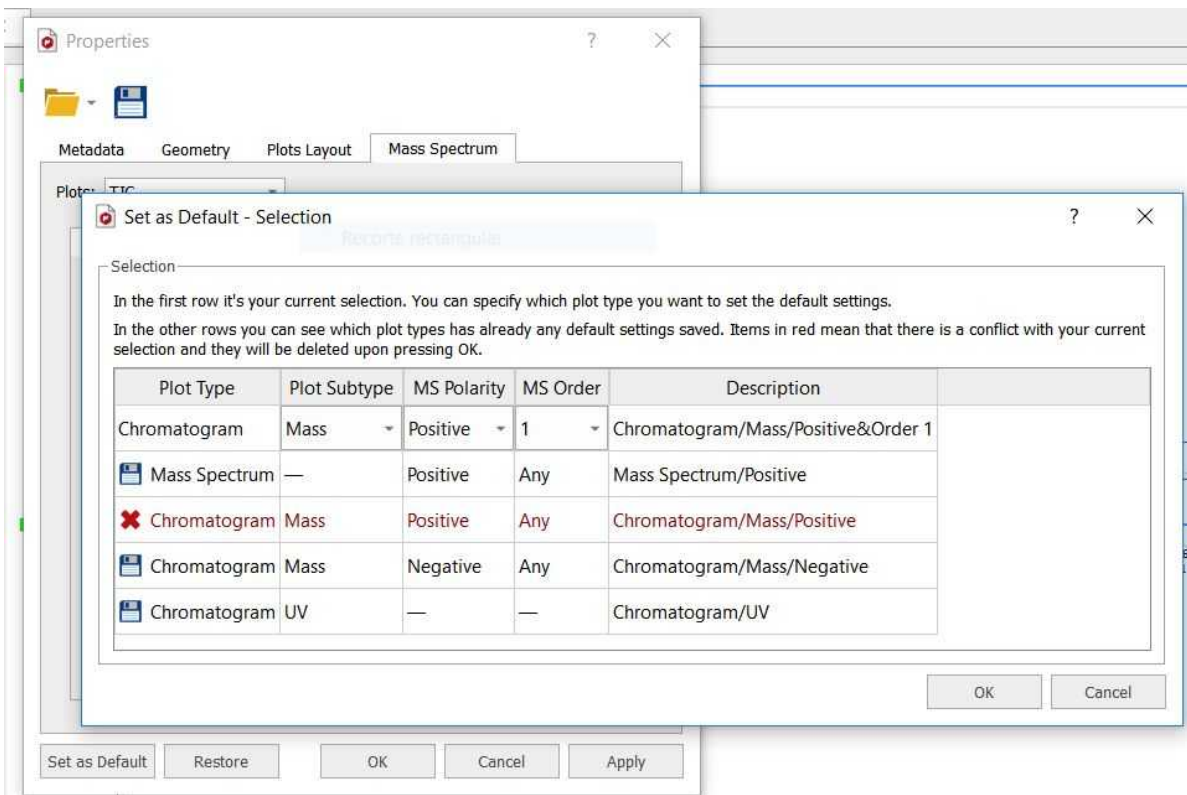 Properties
?
Metadata Geometry Plots Layout Mass Spectrum
Plots: TIC
Set as Default - Selection
?
Recorte rectangular
Selection
In the first row it's your current selection. You can specify which plot type you want to set the default settings.
In the other rows you can see which plot types has already any default settings saved. Items in red mean that there is a conflict with your current
selection and they will be deleted upon pressing OK.
Plot Type Plot Subtype MS Polarity MS Order Description
Chromatogram Mass Positive 1 Chromatogram/Mass/Positive&Order 1
Mass Spectrum — Positive Any Mass Spectrum/Positive
Chromatogram Mass Positive Any Chromatogram/Mass/Positive
Chromatogram Mass Negative Any Chromatogram/Mass/Negative
Chromatogram UV — — Chromatogram/UV
OK Cancel
Set as Default Restore OK Cancel Apply